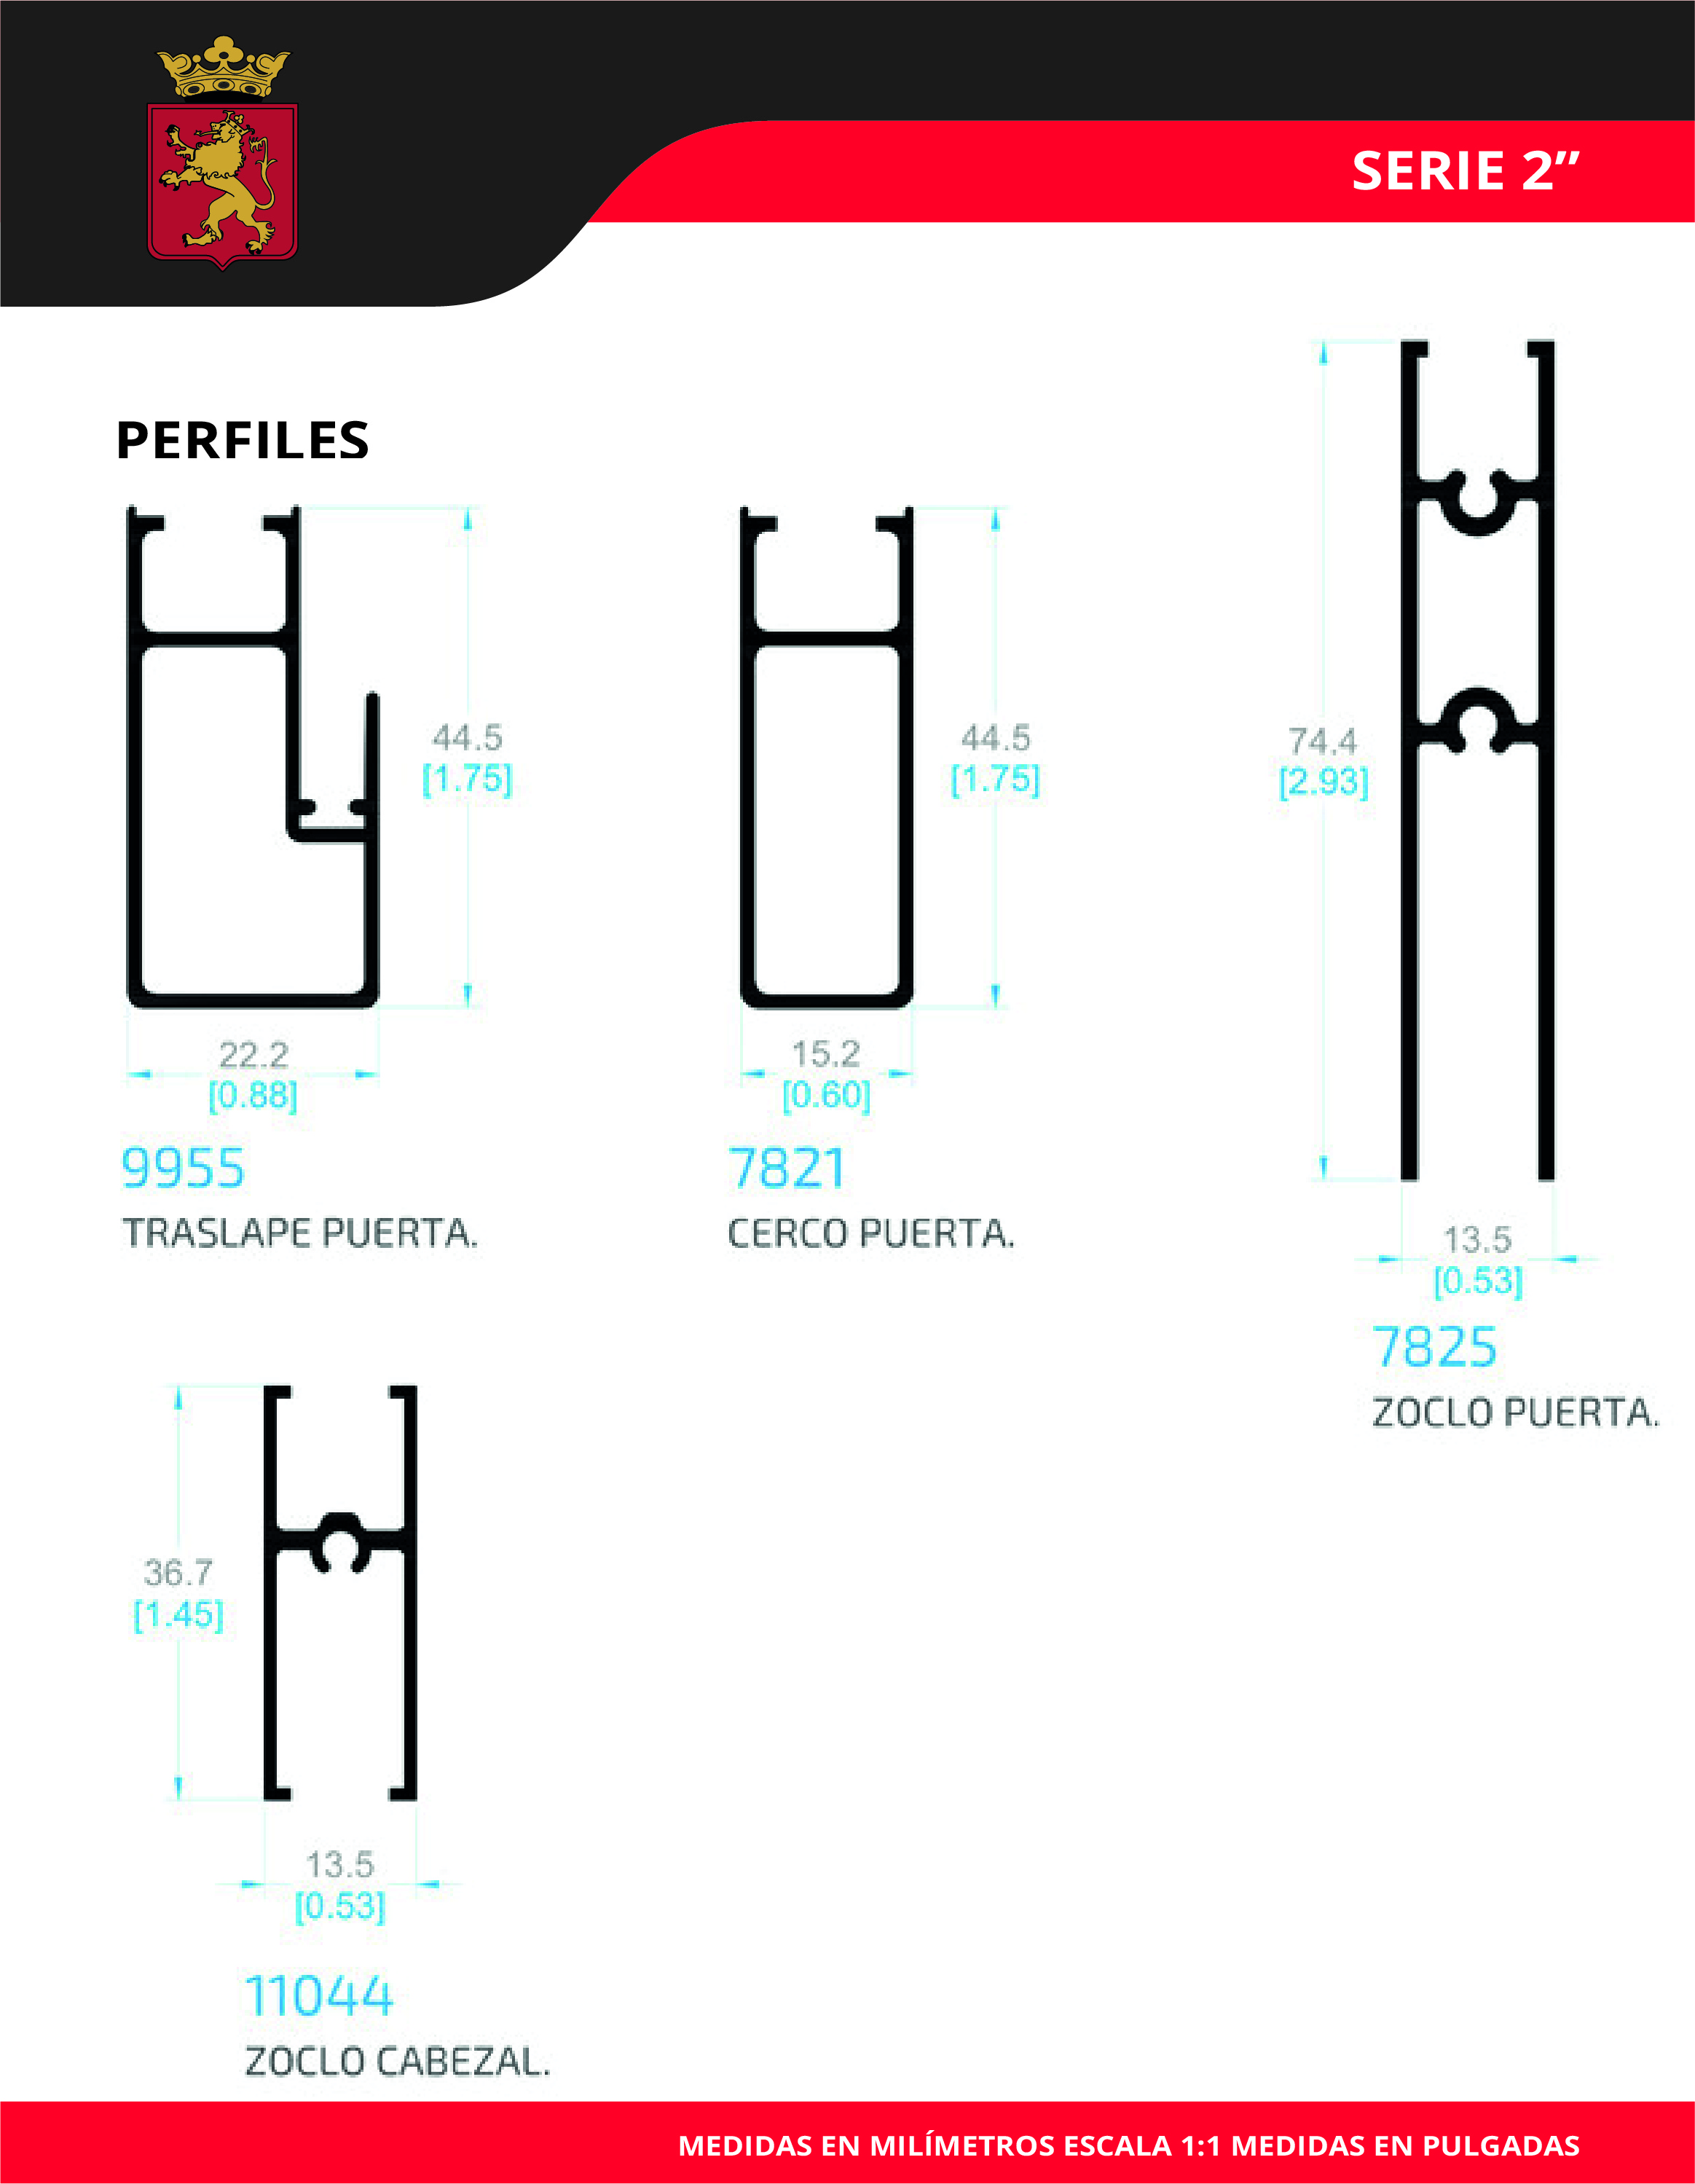 SERIE 2”
PERFILES
44.5
[1.75]
22.2
[0.88]
9955
TRASLAPE PUERTA.
44.5
[1.75]
15.2
[0.60]
7821
CERCO PUERTA.
74.4
[2.93]
13.5
[0.53]
7825
ZOCLO PUERTA.
36.7
[1.45]
13.5
[0.53]
11044
ZOCLO CABEZAL.
MEDIDAS EN MILÍMETROS ESCALA 1:1 MEDIDAS EN PULGADAS